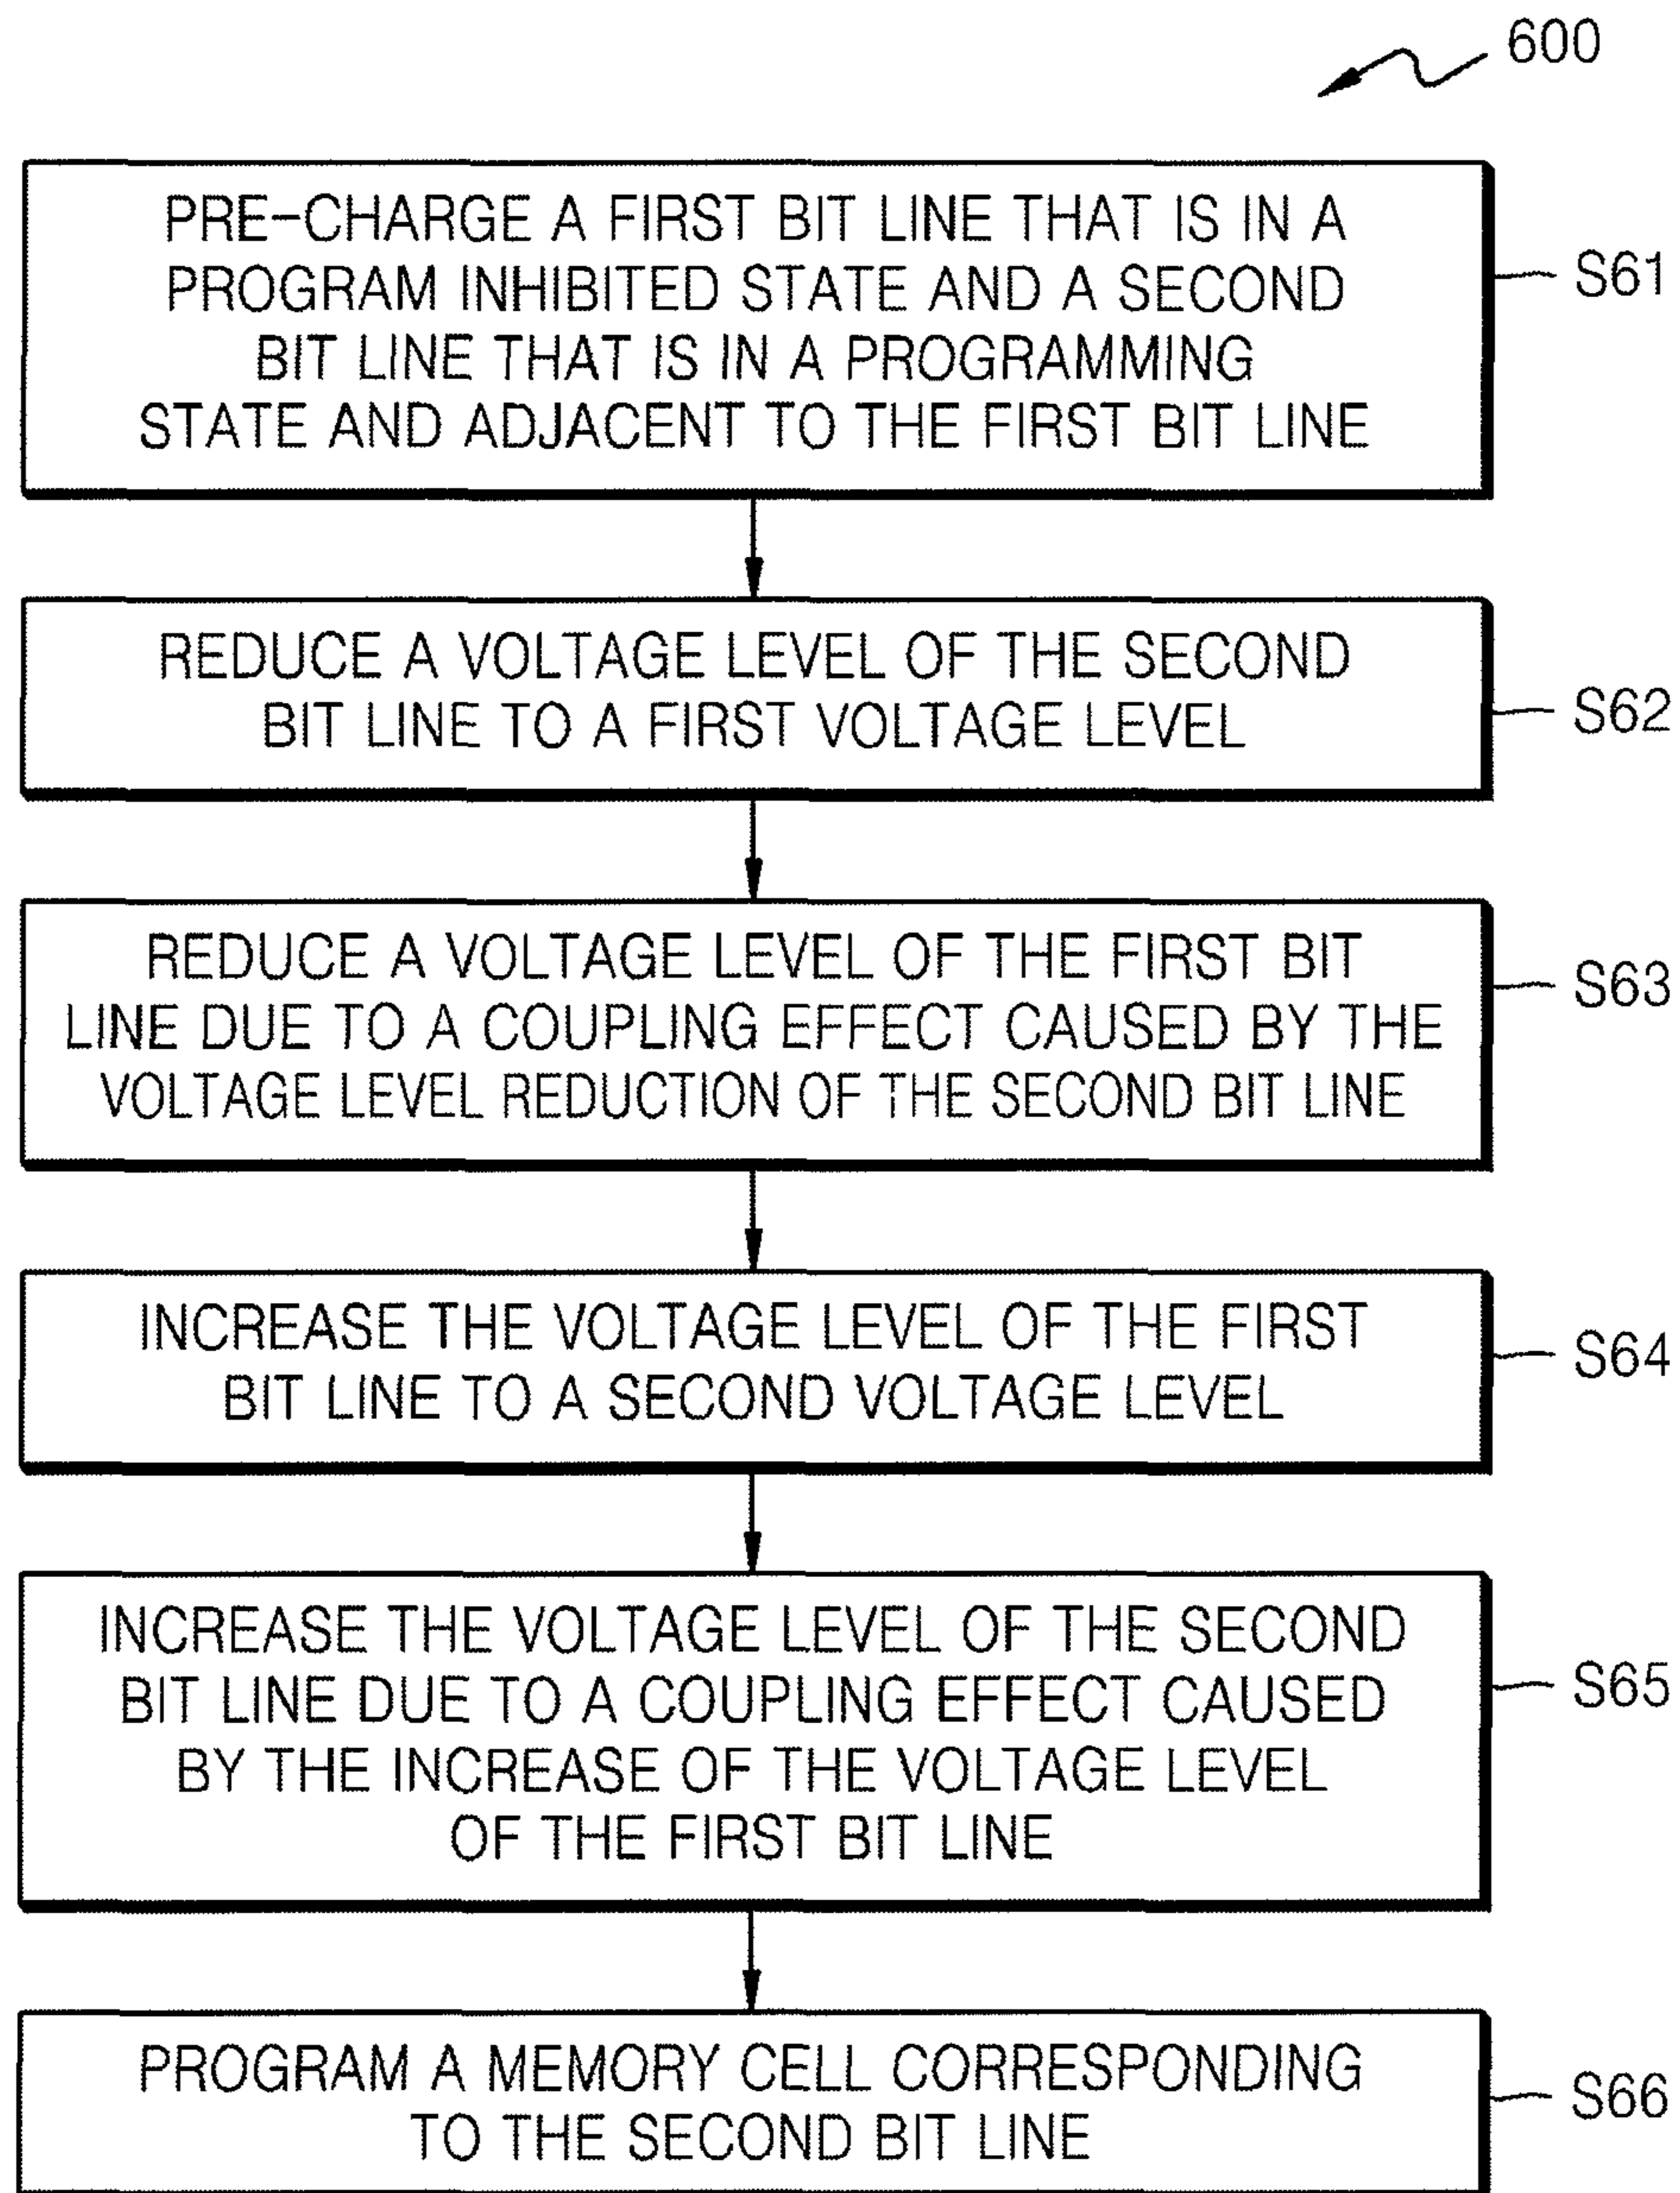 600
PRE-CHARGE A FIRST BIT LINE THAT IS IN A
PROGRAM INHIBITED STATE AND A SECOND
BIT LINE THAT IS IN A PROGRAMMING
STATE AND ADJACENT TO THE FIRST BIT LINE
S61
REDUCE A VOLTAGE LEVEL OF THE SECOND
BIT LINE TO A FIRST VOLTAGE LEVEL
S62
REDUCE A VOLTAGE LEVEL OF THE FIRST BIT
LINE DUE TO A COUPLING EFFECT CAUSED BY THE
VOLTAGE LEVEL REDUCTION OF THE SECOND BIT LINE
S63
INCREASE THE VOLTAGE LEVEL OF THE FIRST
BIT LINE TO A SECOND VOLTAGE LEVEL
S64
INCREASE THE VOLTAGE LEVEL OF THE SECOND
BIT LINE DUE TO A COUPLING EFFECT CAUSED
BY THE INCREASE OF THE VOLTAGE LEVEL
OF THE FIRST BIT LINE
S65
PROGRAM A MEMORY CELL CORRESPONDING
TO THE SECOND BIT LINE
S66